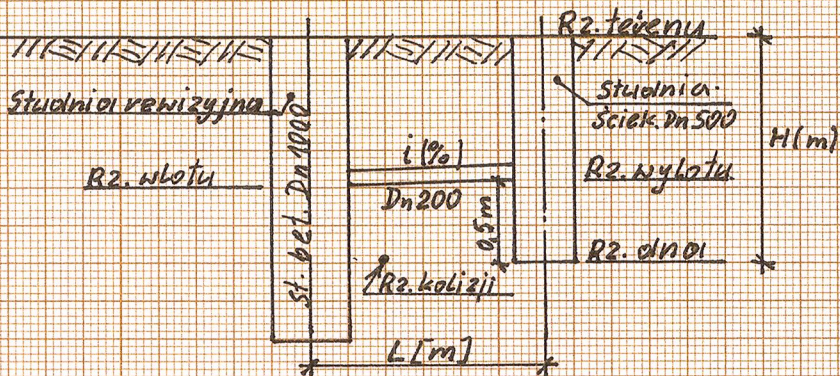 Rz. terenu
Studnia rewizyjna
Studnia
ściek. Dn 500
H(m)
St. bet. Dn 1000
i(%)
Rz. wlotu
Dn 200
Rz. wylotu
0,5m
Rz. dna
Rz. kolizji
L[m]